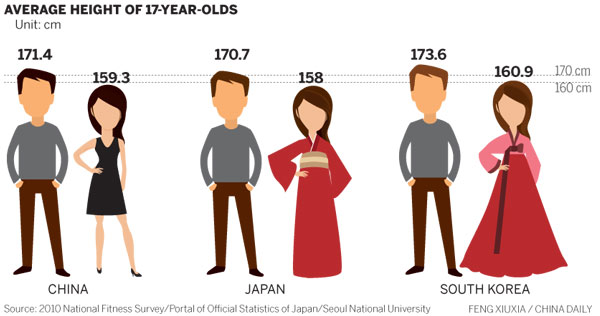 AVERAGE HEIGHT OF 17-YEAR-OLDS
Unit: cm
171.4
159.3
170.7
158
173.6
160.9
170 cm
160 cm
CHINA
JAPAN
SOUTH KOREA
Source: 2010 National Fitness Survey/Portal of Official Statistics of Japan/Seoul National University
FENG XIUXIA / CHINA DAILY